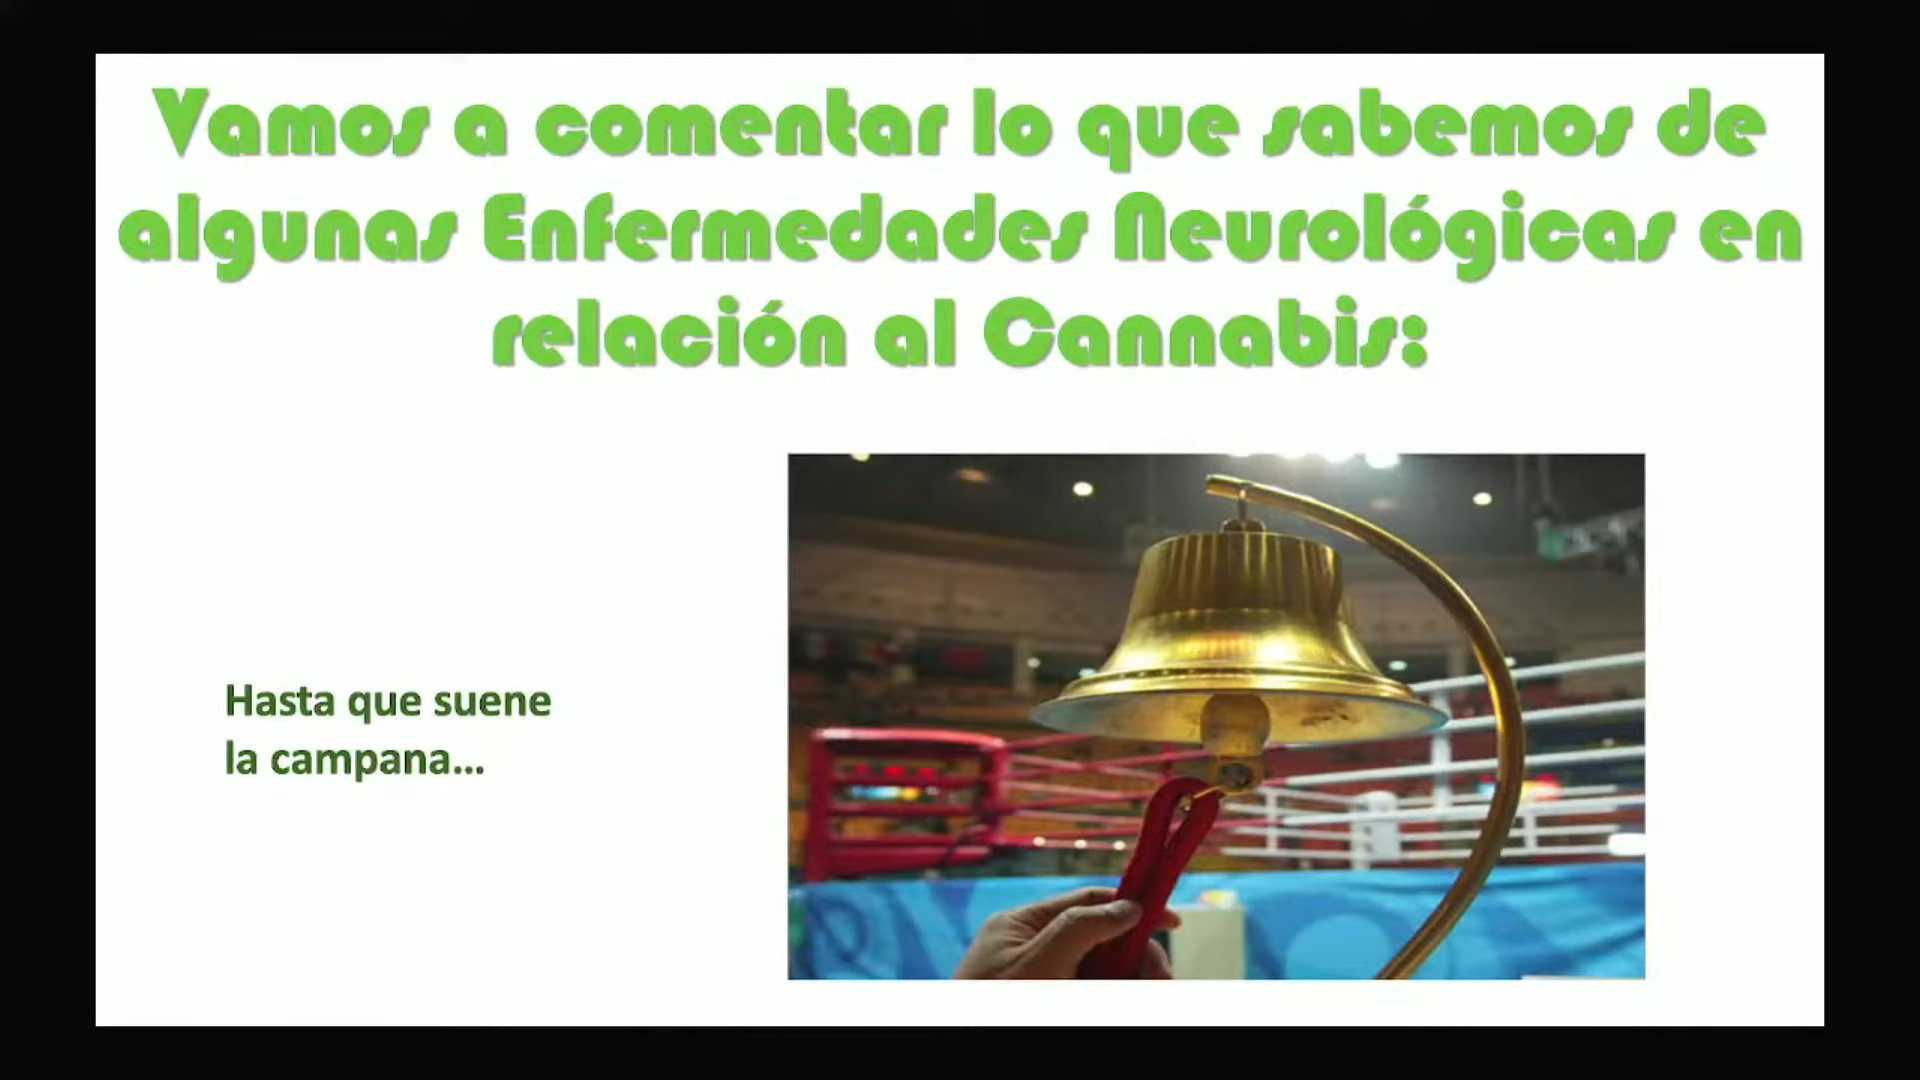 Vamos a comentar lo que sabemos de
algunas Enfermedades Neurológicas en
relación al Cannabis:
Hasta que suene
la campana...